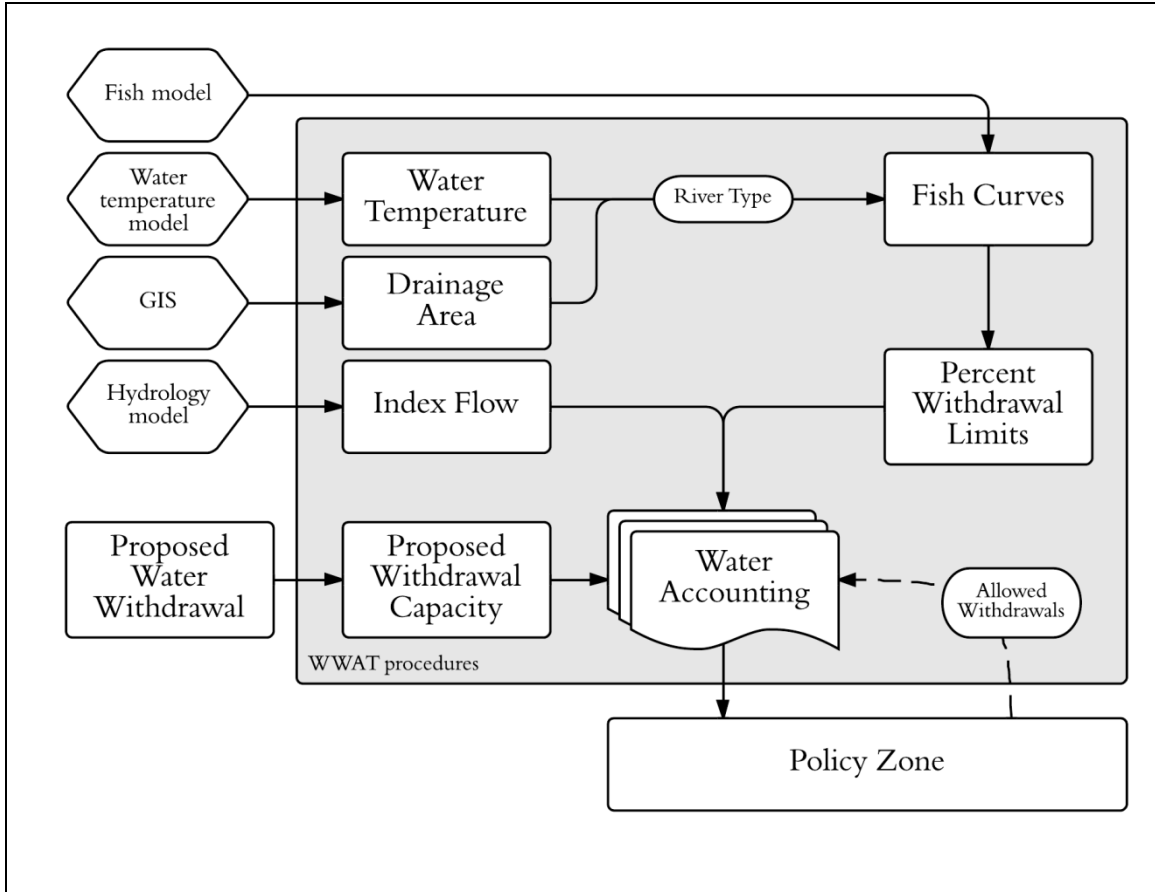 Fish model
Water
temperature
model
Water
Temperature
River Type
Fish Curves
GIS
Drainage
Area
Hydrology
model
Index Flow
Percent
Withdrawal
Limits
Proposed
Water
Withdrawal
Proposed
Withdrawal
Capacity
Water
Accounting
Allowed
Withdrawals
WWAT procedures
Policy Zone